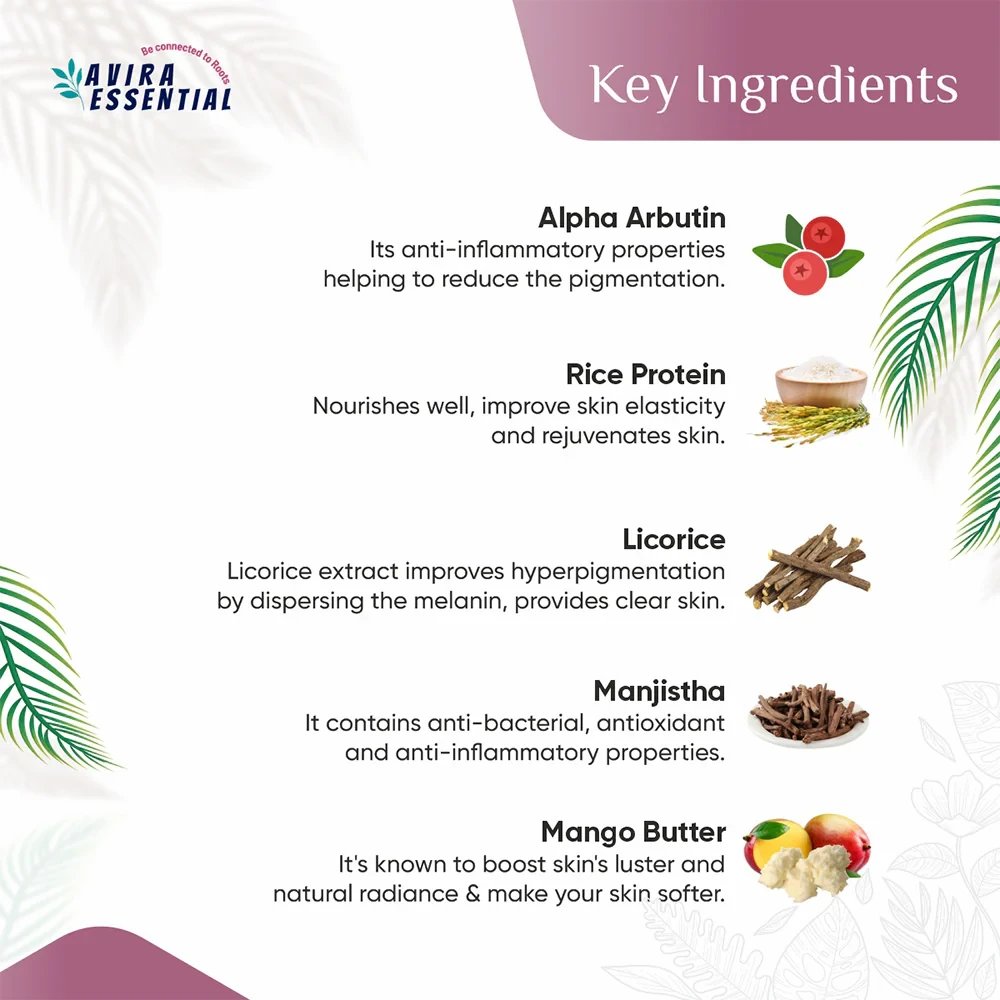 Be connected to Roots
AVIRA
ESSENTIAL
Key Ingredients
Alpha Arbutin
Its anti-inflammatory properties
helping to reduce the pigmentation.
Rice Protein
Nourishes well, improve skin elasticity
and rejuvenates skin.
Licorice
Licorice extract improves hyperpigmentation
by dispersing the melanin, provides clear skin.
Manjistha
It contains anti-bacterial, antioxidant
and anti-inflammatory properties.
Mango Butter
It's known to boost skin's luster and
natural radiance & make your skin softer.